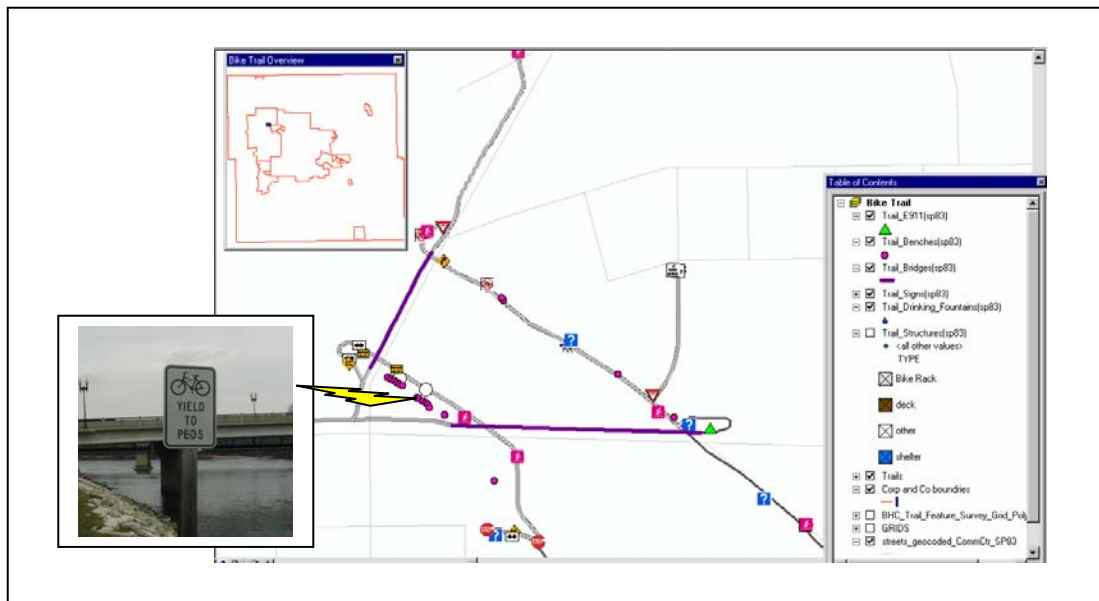 Bike Trail Overview
Table of Contents
Bike Trail
Trail_E911(sp83)
Trail_Benches(sp83)
Trail_Bridges(sp83)
Trail_Signs(sp83)
Trail_Drinking_Fountains(sp83)
Trail_Structures(sp83)
<all other values>
TYPE
Bike Rack
deck
other
shelter
Trails
Corp and Co boundries
BHC_Trail_Feature_Survey_Grid_Poly
GRIDS
streets_geocoded_CommCtr_SP83
YIELD
TO
PEDS
?
?
?
?
STOP
STOP